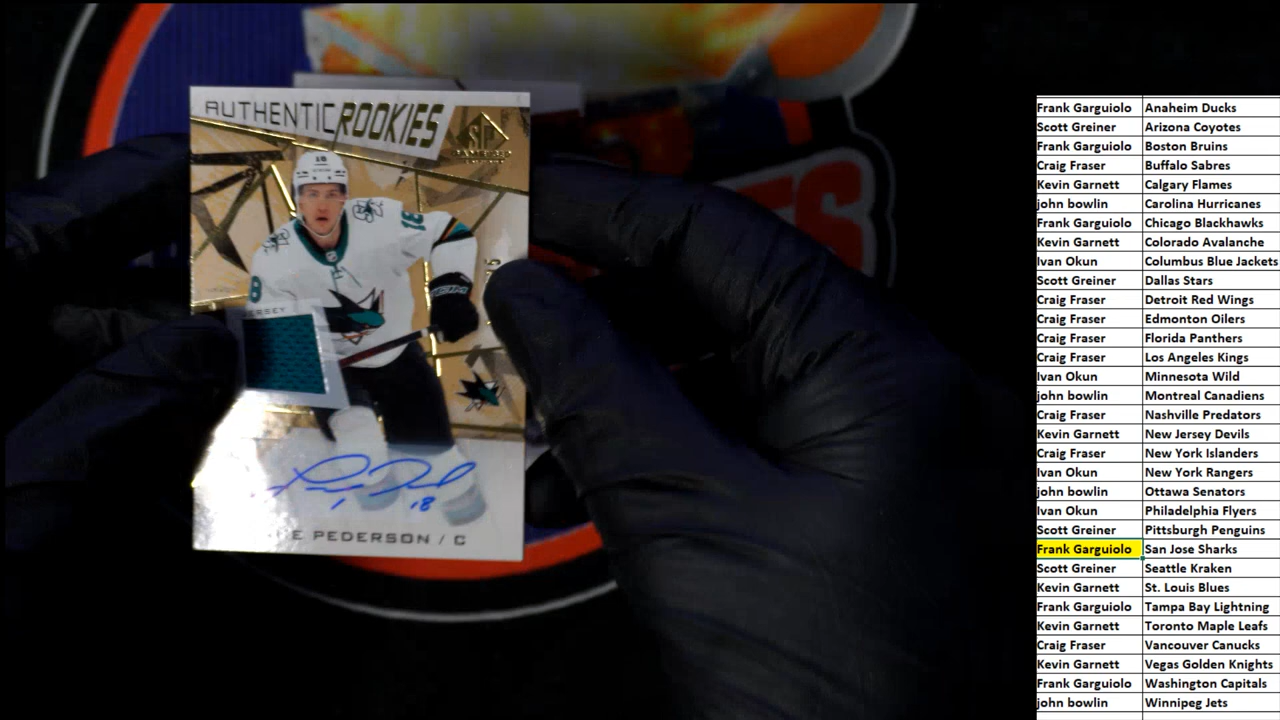 AUTHENTIC ROOKIES
SP
18
18
8
JERSEY
18
PEDERSON / C
ES
Frank Garguiolo Anaheim Ducks
Scott Greiner Arizona Coyotes
Frank Garguiolo Boston Bruins
Craig Fraser Buffalo Sabres
Kevin Garnett Calgary Flames
john bowlin Carolina Hurricanes
Frank Garguiolo Chicago Blackhawks
Kevin Garnett Colorado Avalanche
Ivan Okun Columbus Blue Jackets
Scott Greiner Dallas Stars
Craig Fraser Detroit Red Wings
Craig Fraser Edmonton Oilers
Craig Fraser Florida Panthers
Craig Fraser Los Angeles Kings
Ivan Okun Minnesota Wild
john bowlin Montreal Canadiens
Craig Fraser Nashville Predators
Kevin Garnett New Jersey Devils
Craig Fraser New York Islanders
Ivan Okun New York Rangers
john bowlin Ottawa Senators
Ivan Okun Philadelphia Flyers
Scott Greiner Pittsburgh Penguins
Frank Garguiolo San Jose Sharks
Scott Greiner Seattle Kraken
Kevin Garnett St. Louis Blues
Frank Garguiolo Tampa Bay Lightning
Kevin Garnett Toronto Maple Leafs
Craig Fraser Vancouver Canucks
Kevin Garnett Vegas Golden Knights
Frank Garguiolo Washington Capitals
john bowlin Winnipeg Jets